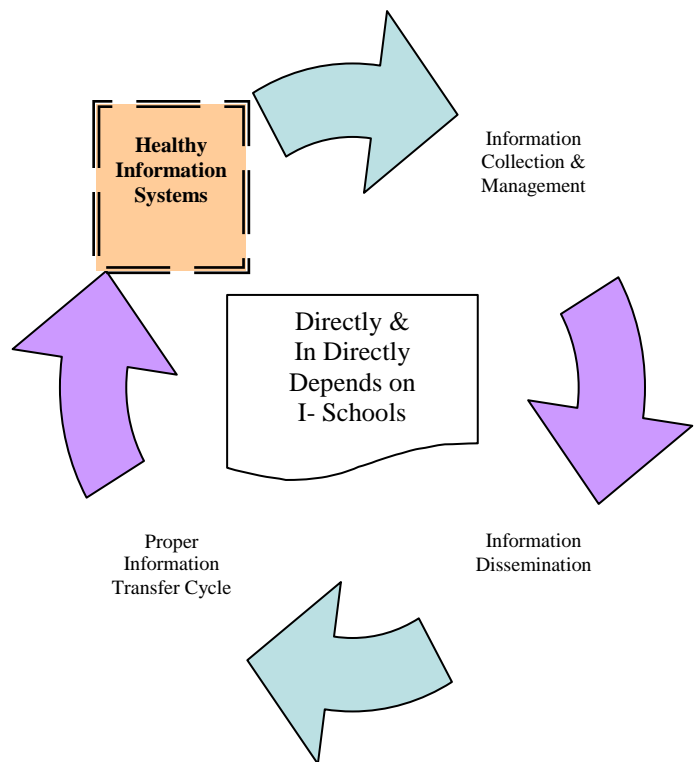 Healthy
Information
Systems
Information
Collection &
Management
Directly &
In Directly
Depends on
I- Schools
Proper
Information
Transfer Cycle
Information
Dissemination